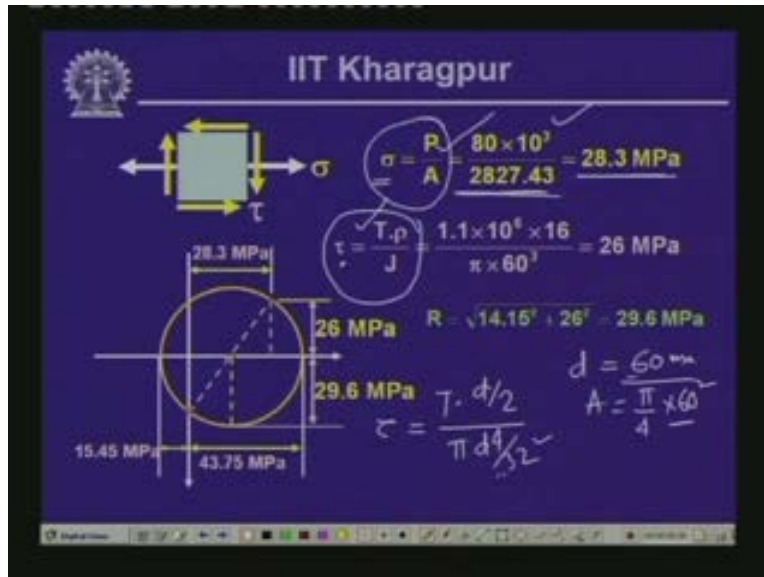 IIT Kharagpur
σ = P/A = 80×10³/2827.43 = 28.3 MPa
σ
τ
τ = T.ρ/J = 1.1×10⁶×16/π×60³ = 26 MPa
28.3 MPa
26 MPa
R = √14.15² + 26² = 29.6 MPa
d = 60 mm
29.6 MPa
A = π/4 × 60
τ = T. d/2 / πd⁴/32
15.45 MPa
43.75 MPa